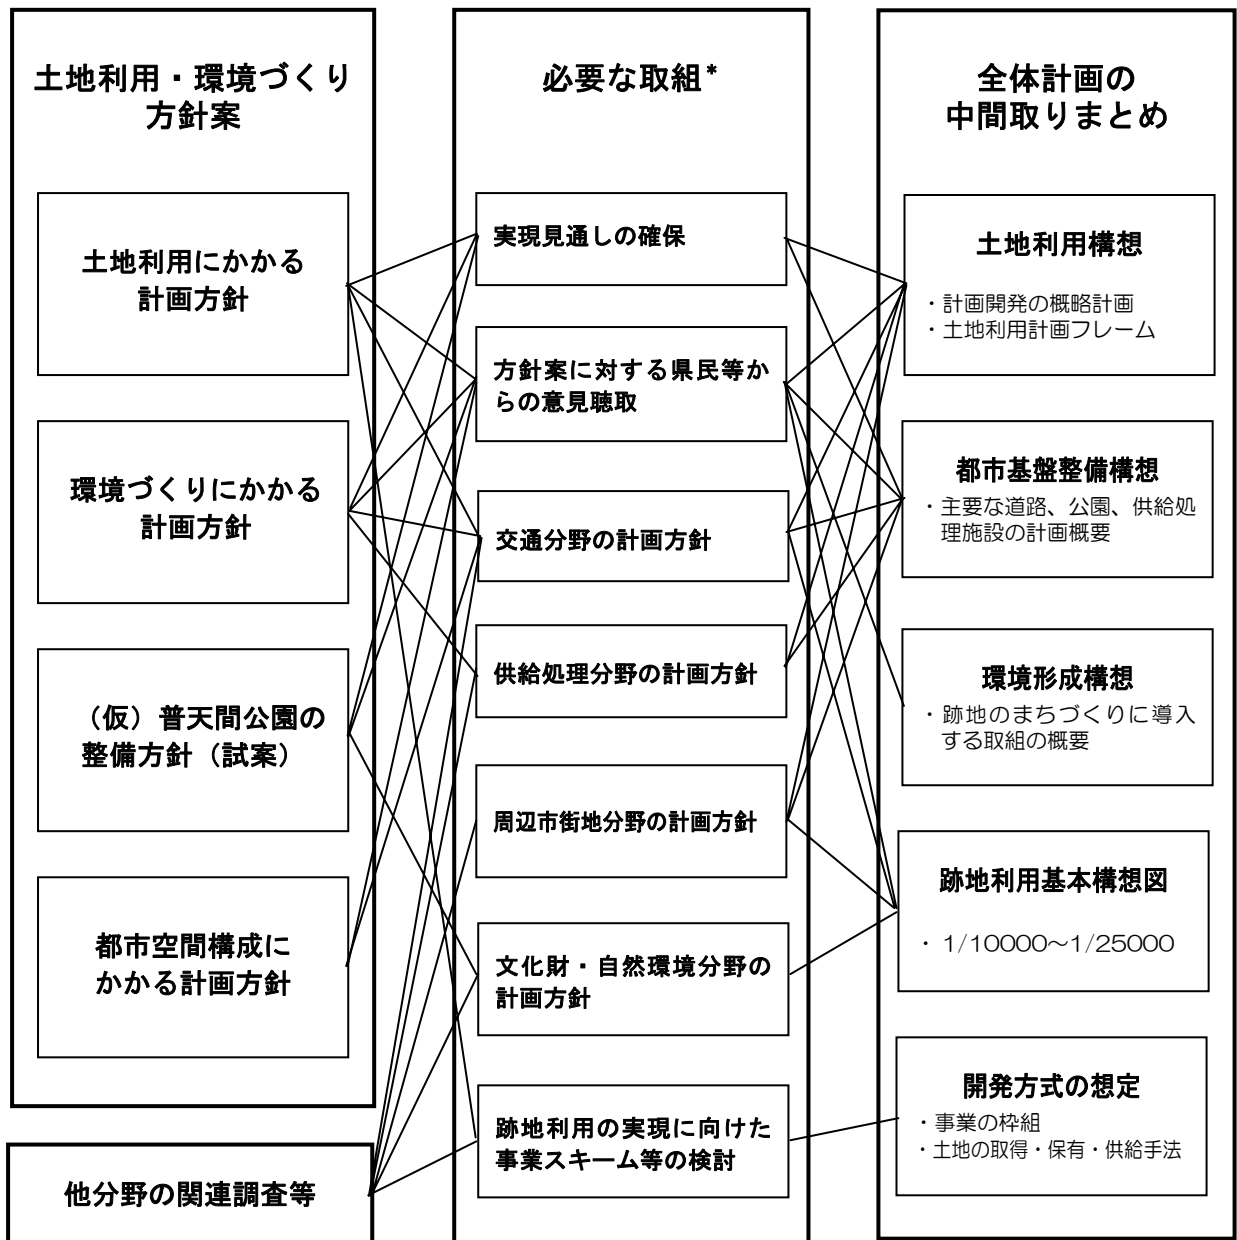 土地利用・環境づくり
方針案
土地利用にかかる
計画方針
環境づくりにかかる
計画方針
（仮）普天間公園の
整備方針（試案）
都市空間構成に
かかる計画方針
他分野の関連調査等
必要な取組*
実現見通しの確保
方針案に対する県民等か
らの意見聴取
交通分野の計画方針
供給処理分野の計画方針
周辺市街地分野の計画方針
文化財・自然環境分野の
計画方針
跡地利用の実現に向けた
事業スキーム等の検討
全体計画の
中間取りまとめ
土地利用構想
・計画開発の概略計画
・土地利用計画フレーム
都市基盤整備構想
・主要な道路、公園、供給処
理施設の計画概要
環境形成構想
・跡地のまちづくりに導入
する取組の概要
跡地利用基本構想図
・1/10000～1/25000
開発方式の想定
・事業の枠組
・土地の取得・保有・供給手法